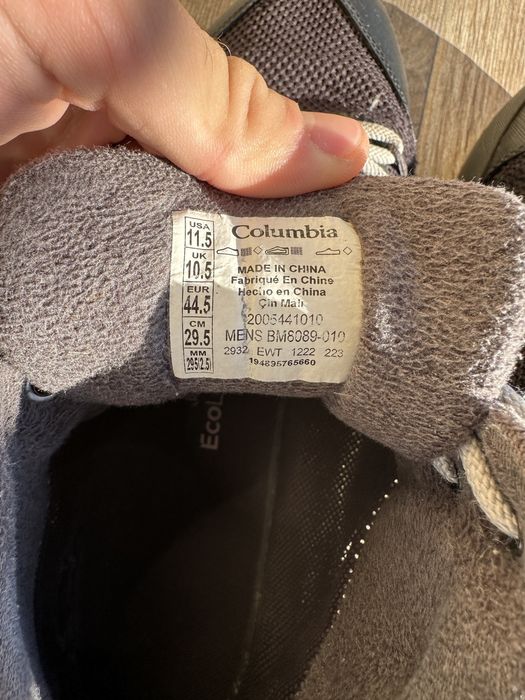 USA
11.5
UK
10.5
EUR
44.5
CM
29.5
MM
295(2.5)
Columbia
MADE IN CHINA
Fabriqué En Chine
Hecho en China
Çin Malı
2005441010
MENS BM8089-010
2932 EWT 1222 223
194895765660